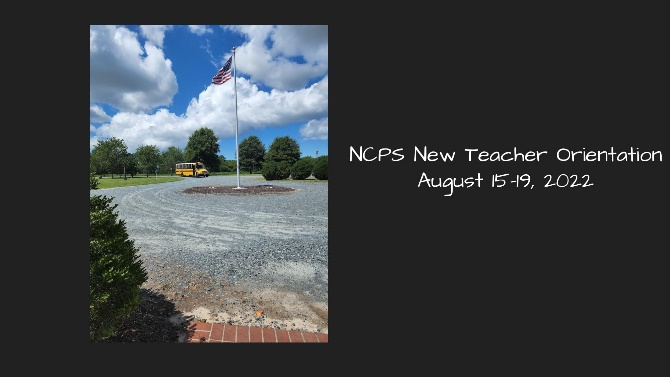 NCPS New Teacher Orientation
August 15-19, 2022